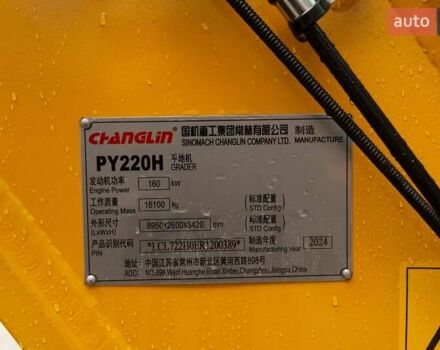 auto
CHANGLIN 国机重工集团常林有限公司 制造
SINOMACH CHANGLIN COMPANY LTD. MANUFACTURE
PY220H 平地机 GRADER
发动机功率 160 kW
Engine Power
工作质量 16100 kg (标准配置)
Operating Mass STD Config
外形尺寸 8950×2600×3420 mm (标准配置)
(LxWxH) STD Config
产品识别代码 制造年度 2024
PIN Manufacturing Year
地址: 中国江苏省常州市新北区黄河西路898号
ADD: NO.898,West Huanghe Road Xinbei,Changzhou,Jiangsu,China